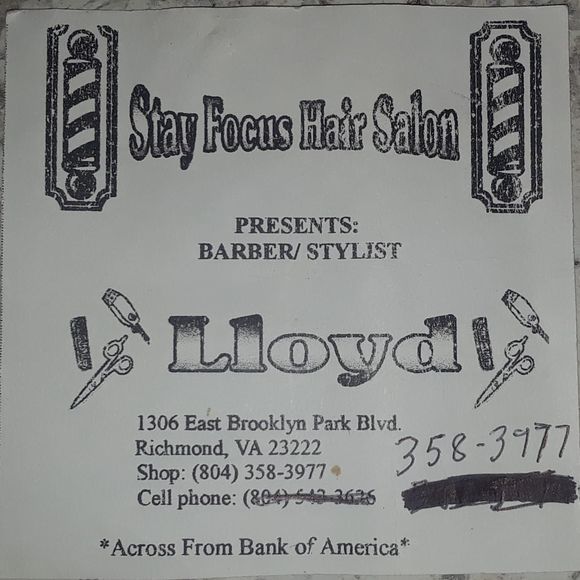 Stay Focus Hair Salon
PRESENTS:
BARBER/ STYLIST
Lloyd
1306 East Brooklyn Park Blvd.
Richmond, VA 23222
Shop: (804) 358-3977
358-3977
Cell phone: (804)
*Across From Bank of America*